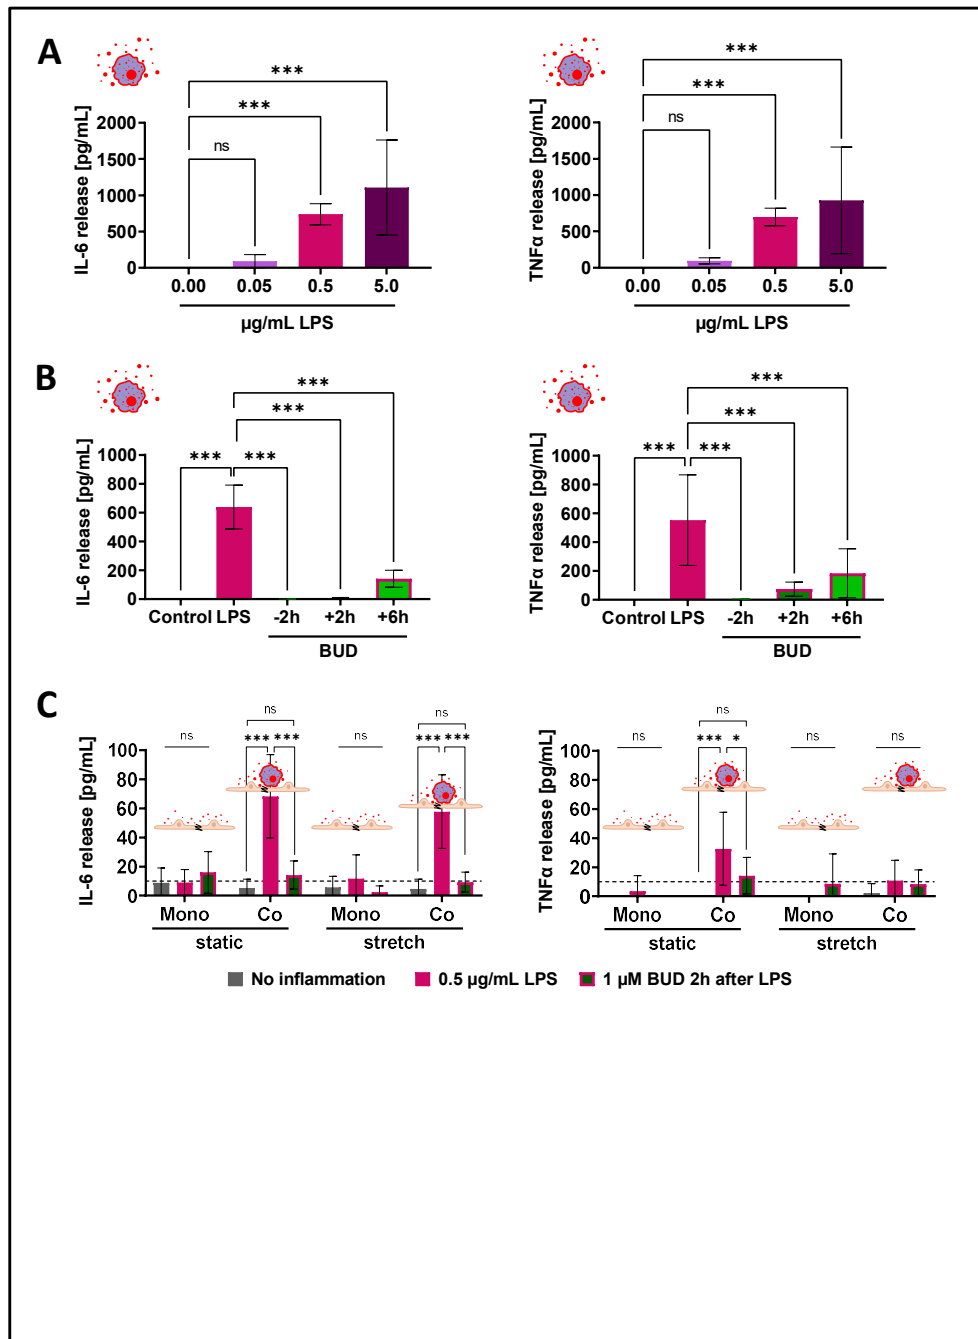 A
***
***
ns
IL-6 release [pg/mL]
2000
1500
1000
500
0
0.00 0.05 0.5 5.0
µg/mL LPS
***
***
ns
TNFα release [pg/mL]
2000
1500
1000
500
0
0.00 0.05 0.5 5.0
µg/mL LPS
B
***
***
*** ***
IL-6 release [pg/mL]
1000
800
600
400
200
0
Control LPS -2h +2h +6h
BUD
***
***
*** ***
TNFα release [pg/mL]
1000
800
600
400
200
0
Control LPS -2h +2h +6h
BUD
C
ns
ns *** *** ns ns *** ***
IL-6 release [pg/mL]
100
80
60
40
20
0
Mono Co Mono Co
static stretch
ns
ns *** * ns ns
TNFα release [pg/mL]
100
80
60
40
20
0
Mono Co Mono Co
static stretch
No inflammation 0.5 µg/mL LPS 1 µM BUD 2h after LPS